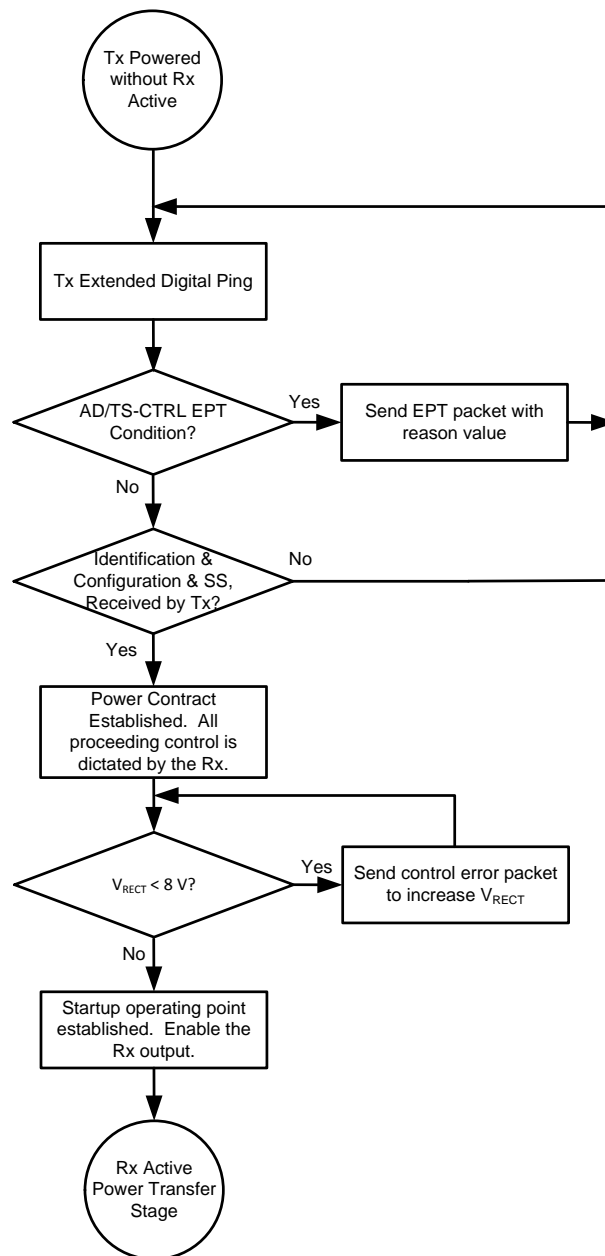 Tx Powered
without Rx
Active
Tx Extended Digital Ping
AD/TS-CTRL EPT
Condition?
Yes
Send EPT packet with
reason value
No
Identification &
Configuration & SS,
Received by Tx?
No
Yes
Power Contract
Established.  All
proceeding control is
dictated by the Rx.
VRECT < 8 V?
Yes
Send control error packet
to increase VRECT
No
Startup operating point
established.  Enable the
Rx output.
Rx Active
Power Transfer
Stage